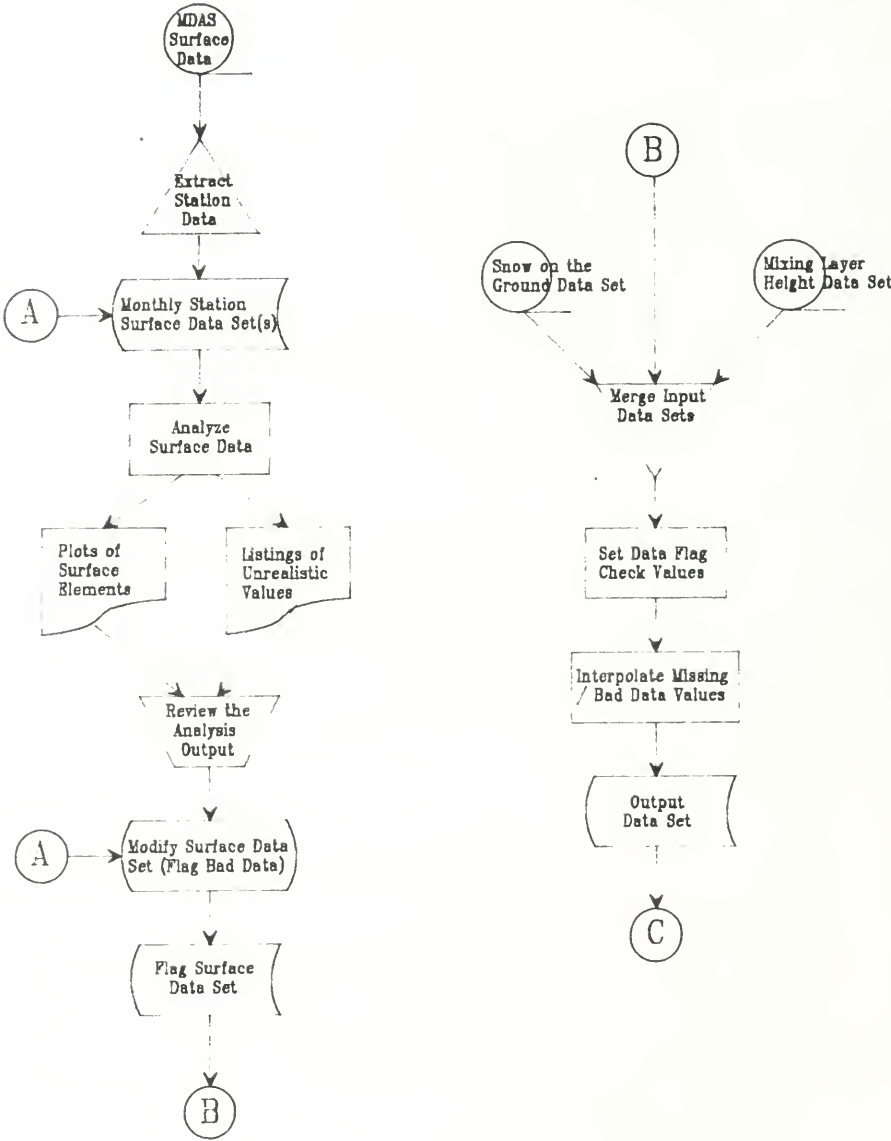 MDAS
Surface
Data
Extract
Station
Data
A
Monthly Station
Surface Data Set(s)
Analyze
Surface Data
Plots of
Surface
Elements
Listings of
Unrealistic
Values
Review the
Analysis
Output
A
Modify Surface Data
Set (Flag Bad Data)
Flag Surface
Data Set
B
B
Snow on the
Ground Data Set
Mixing Layer
Height Data Set
Merge Input
Data Sets
Set Data Flag
Check Values
Interpolate Missing
/ Bad Data Values
Output
Data Set
C